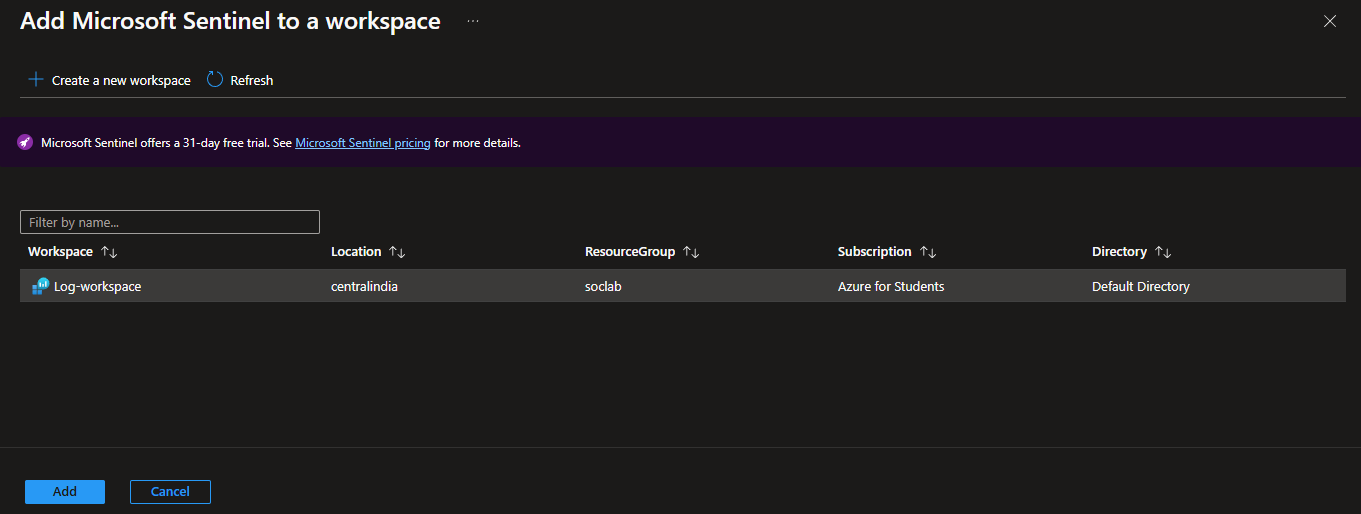 Add Microsoft Sentinel to a workspace ...
Create a new workspace Refresh
Microsoft Sentinel offers a 31-day free trial. See Microsoft Sentinel pricing for more details.
Filter by name...
Workspace ↑↓ Location ↑↓ ResourceGroup ↑↓ Subscription ↑↓ Directory ↑↓
Log-workspace centralindia soclab Azure for Students Default Directory
Add Cancel